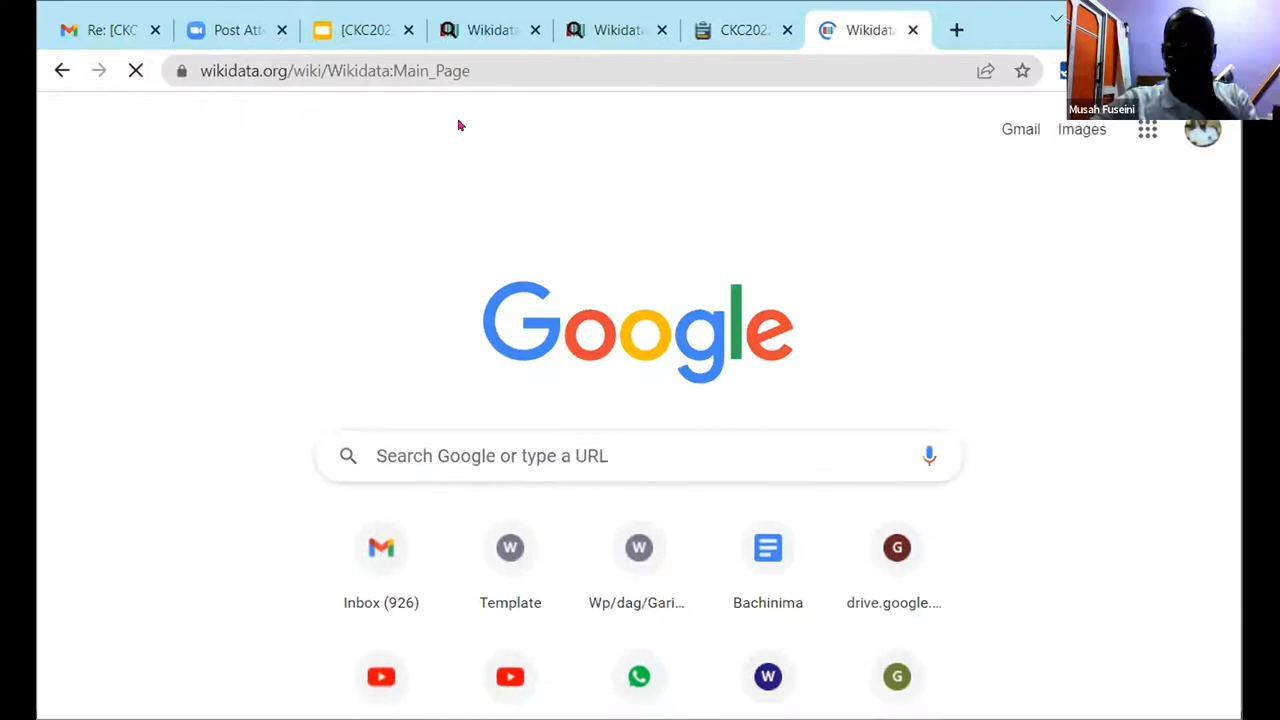 Re: [CKC
Post Att
[CKC202
Wikidat
Wikidat
CKC202
Wikidat
wikidata.org/wiki/Wikidata:Main_Page
Musah Fuseini
Gmail
Images
Google
Search Google or type a URL
W
W
G
Inbox (926)
Template
Wp/dag/Gari...
Bachinima
drive.google....
W
G